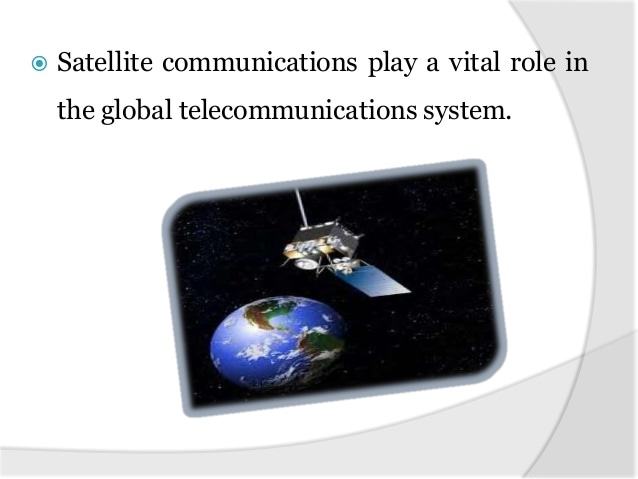 Satellite communications play a vital role in
the global telecommunications system.